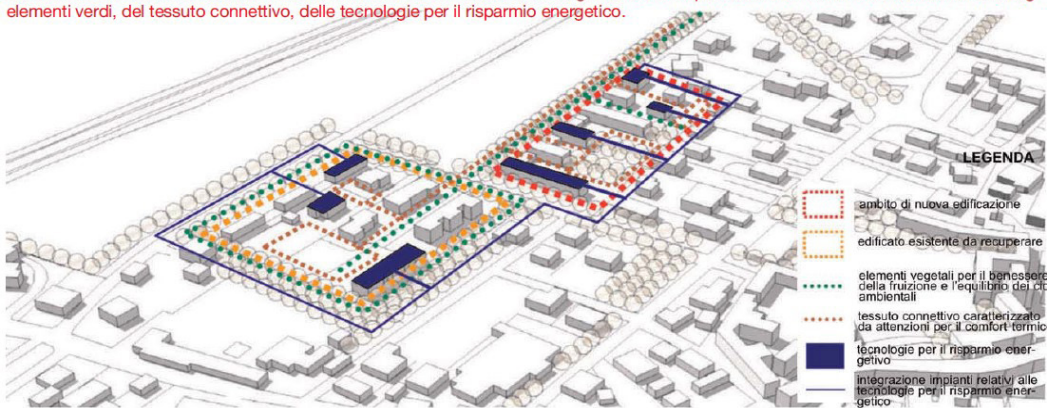 elementi verdi, del tessuto connettivo, delle tecnologie per il risparmio energetico.
LEGENDA
ambito di nuova edificazione
edificato esistente da recuperare
elementi vegetali per il benessere
della fruizione e l'equilibrio dei
ambientali
tessuto connettivo caratterizzato
da attenzioni per il comfort termico
tecnologie per il risparmio ener-
getivo
integrazione impianti relativi alle
tecnologie per il risparmio ener-
getico